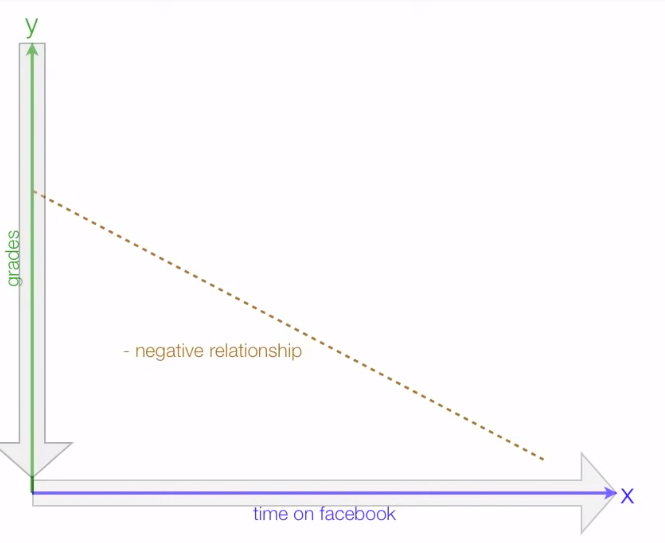 y
grades
- negative relationship
x
time on facebook